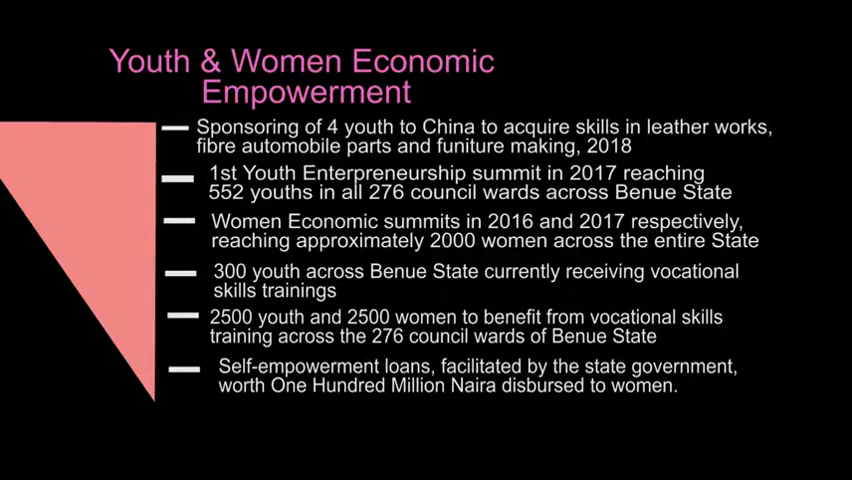 Youth & Women Economic
Empowerment
Sponsoring of 4 youth to China to acquire skills in leather works,
fibre automobile parts and funiture making, 2018
1st Youth Enterpreneurship summit in 2017 reaching
552 youths in all 276 council wards across Benue State
Women Economic summits in 2016 and 2017 respectively,
reaching approximately 2000 women across the entire State
300 youth across Benue State currently receiving vocational
skills trainings
2500 youth and 2500 women to benefit from vocational skills
training across the 276 council wards of Benue State
Self-empowerment loans, facilitated by the state government,
worth One Hundred Million Naira disbursed to women.